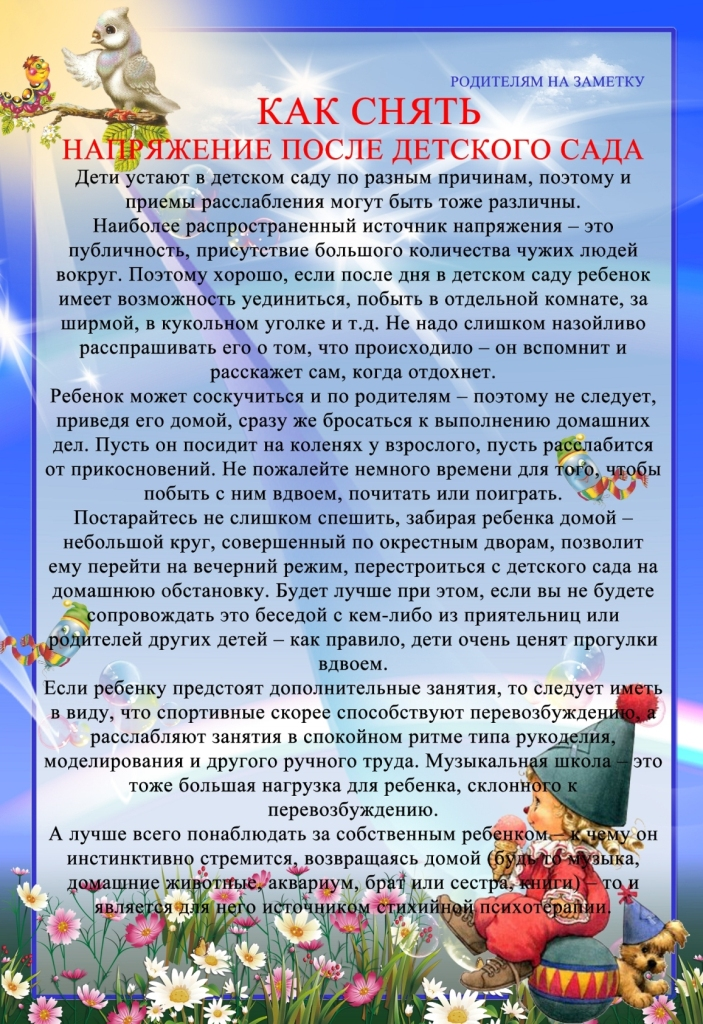 РОДИТЕЛЯМ НА ЗАМЕТКУ
КАК СНЯТЬ
НАПРЯЖЕНИЕ ПОСЛЕ ДЕТСКОГО САДА
Дети устают в детском саду по разным причинам, поэтому и
приемы расслабления могут быть тоже различны.
Наиболее распространенный источник напряжения – это
публичность, присутствие большого количества чужих людей
вокруг. Поэтому хорошо, если после дня в детском саду ребенок
имеет возможность уединиться, побыть в отдельной комнате, за
ширмой, в кукольном уголке и т.д. Не надо слишком назойливо
расспрашивать его о том, что происходило – он вспомнит и
расскажет сам, когда отдохнет.
Ребенок может соскучиться и по родителям – поэтому не следует,
приведя его домой, сразу же бросаться к выполнению домашних
дел. Пусть он посидит на коленях у взрослого, пусть расслабится
от прикосновений. Не пожалейте немного времени для того, чтобы
побыть с ним вдвоем, почитать или поиграть.
Постарайтесь не слишком спешить, забирая ребенка домой –
небольшой круг, совершенный по окрестным дворам, позволит
ему перейти на вечерний режим, перестроиться с детского сада на
домашнюю обстановку. Будет лучше при этом, если вы не будете
сопровождать это беседой с кем-либо из приятельниц или
родителей других детей – как правило, дети очень ценят прогулки
вдвоем.
Если ребенку предстоят дополнительные занятия, то следует иметь
в виду, что спортивные скорее способствуют перевозбуждению, а
расслабляют занятия в спокойном ритме типа рукоделия,
моделирования и другого ручного труда. Музыкальная школа – это
тоже большая нагрузка для ребенка, склонного к
перевозбуждению.
А лучше всего понаблюдать за собственным ребенком – к чему он
инстинктивно стремится, возвращаясь домой (будь то музыка,
домашние животные, аквариум, брат или сестра, книги) – то и
является для него источником стихийной психотерапии.